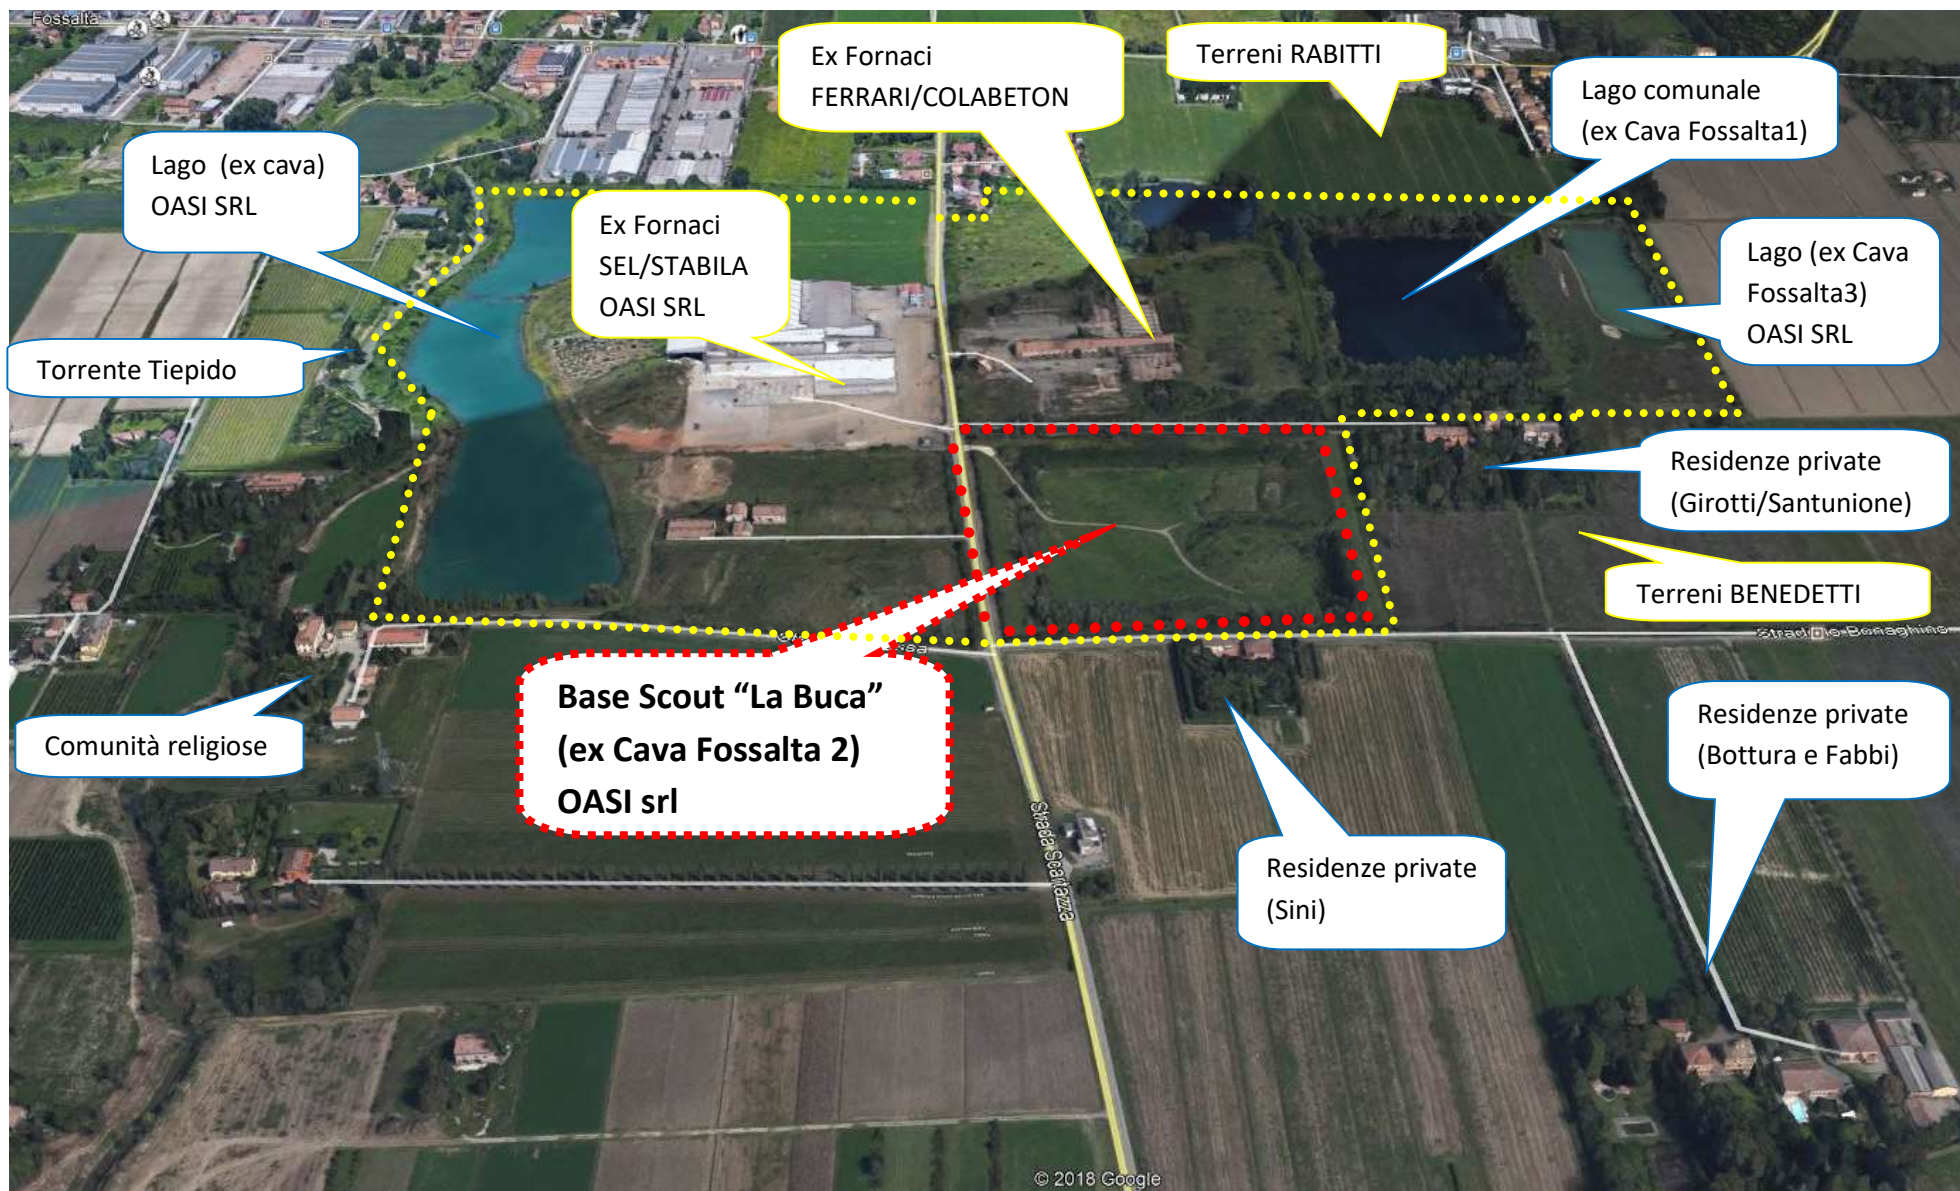 Fossalta
Ex Fornaci
FERRARI/COLABETON
Terreni RABITTI
Lago comunale
(ex Cava Fossalta1)
Lago (ex cava)
OASI SRL
Ex Fornaci
SEL/STABILA
OASI SRL
Lago (ex Cava
Fossalta3)
OASI SRL
Torrente Tiepido
Residenze private
(Girotti/Santunione)
Terreni BENEDETTI
Comunità religiose
Base Scout “La Buca”
(ex Cava Fossalta 2)
OASI srl
Residenze private
(Bottura e Fabbi)
Strada Scartazza
Residenze private
(Sini)
© 2018 Google